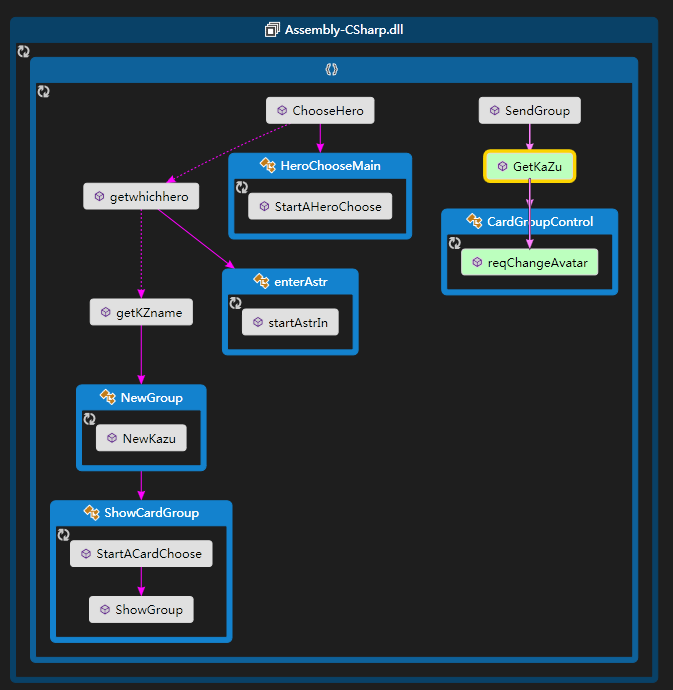 Assembly-CSharp.dll
ChooseHero
SendGroup
HeroChooseMain
GetKaZu
getwhichhero
StartAHeroChoose
CardGroupControl
reqChangeAvatar
enterAstr
getKZname
startAstrIn
NewGroup
NewKazu
ShowCardGroup
StartACardChoose
ShowGroup